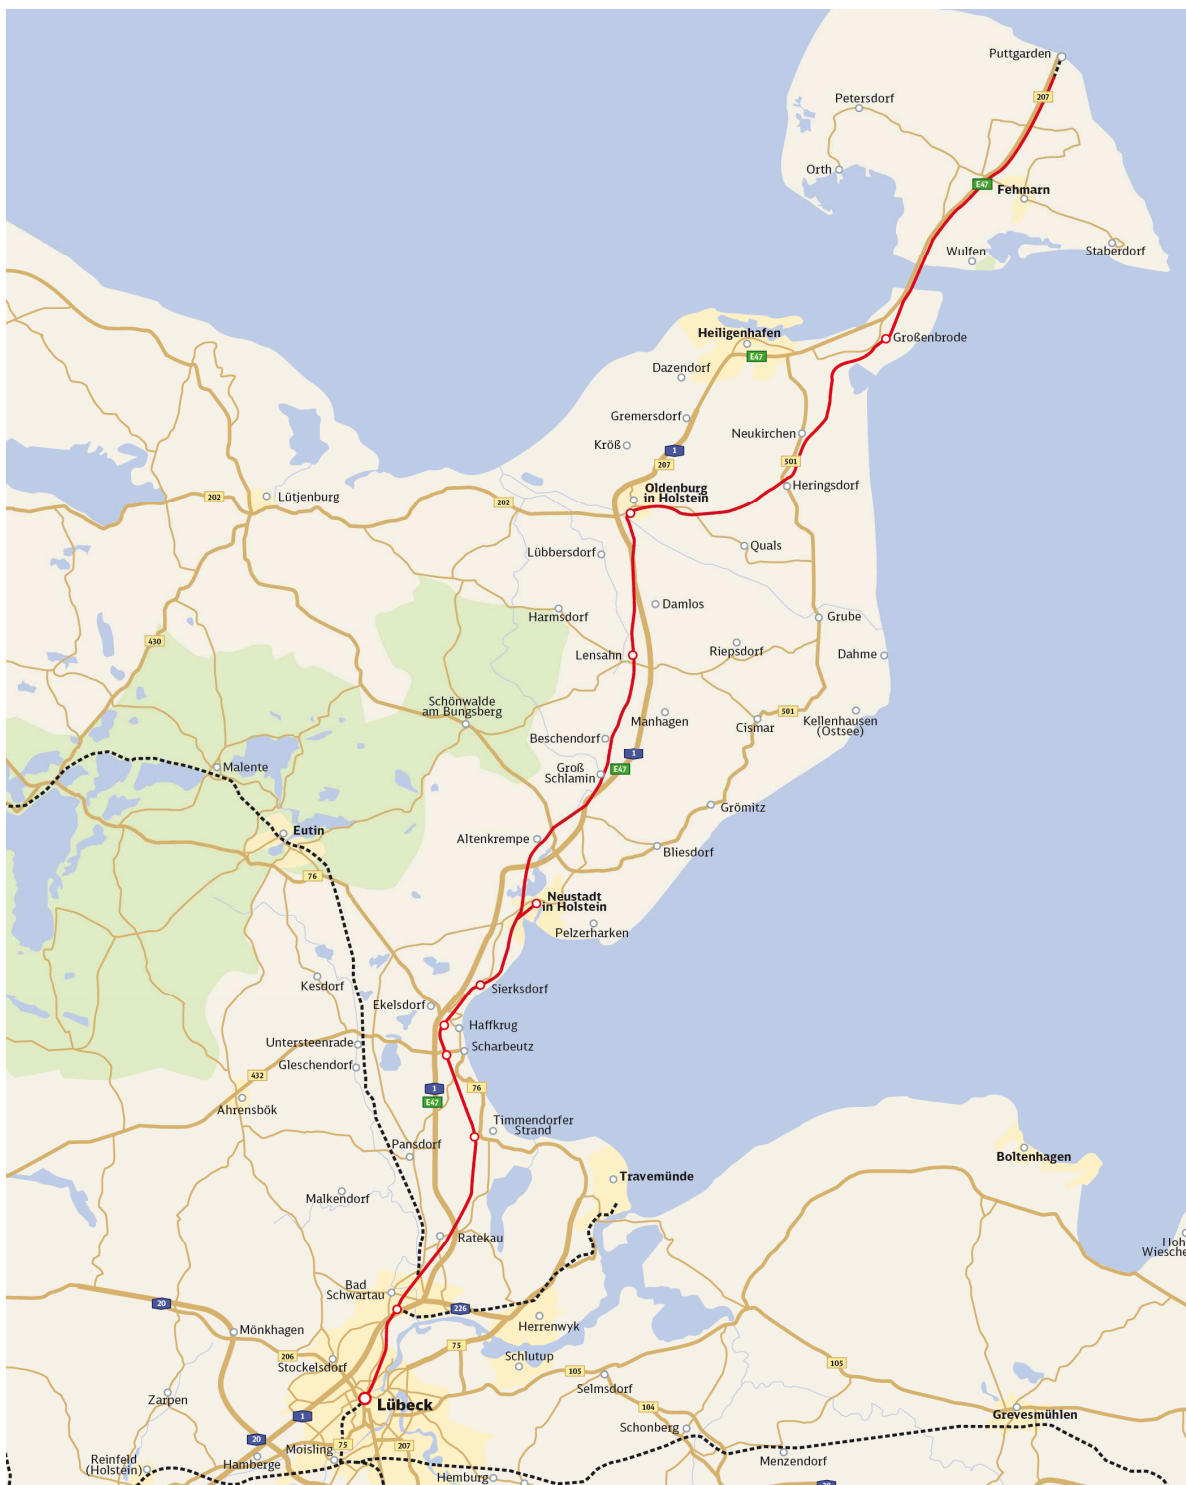 Puttgarden
207
Petersdorf
Orth
E47
Fehmarn
Wulfen
Staberdorf
Heiligenhafen
E47
Großenbrode
Dazendorf
Gremersdorf
Neukirchen
Kröß
1
207
501
Oldenburg
in Holstein
Heringsdorf
202
Lütjenburg
202
Quals
Lübbersdorf
Damlos
Harmsdorf
Grube
430
Lensahn
Riepsdorf
Dahme
Schönwalde
am Bungsberg
501
Manhagen
Cismar
Kellenhausen
(Ostsee)
Beschendorf
1
Malente
Groß
Schlamin
E47
Grömitz
Eutin
Altenkrempe
Bliesdorf
76
Neustadt
in Holstein
Pelzerharken
Kesdorf
Sierksdorf
Ekelsdorf
Haffkrug
Untersteenrade
Scharbeutz
Gleschendorf
432
1
76
E47
Ahrensbök
Timmendorfer
Strand
Pansdorf
Boltenhagen
Travemünde
Malkendorf
Ratekau
Hoh
Wiesche
Bad
Schwartau
20
226
Mönkhagen
Herrenwyk
75
206
Stockelsdorf
Schlutup
105
105
Selmsdorf
Zarpen
Lübeck
104
1
Grevesmühlen
Schonberg
20
Moisling
75
207
Reinfeld
(Holstein)
Hamberge
Menzendorf
Hemburg
20